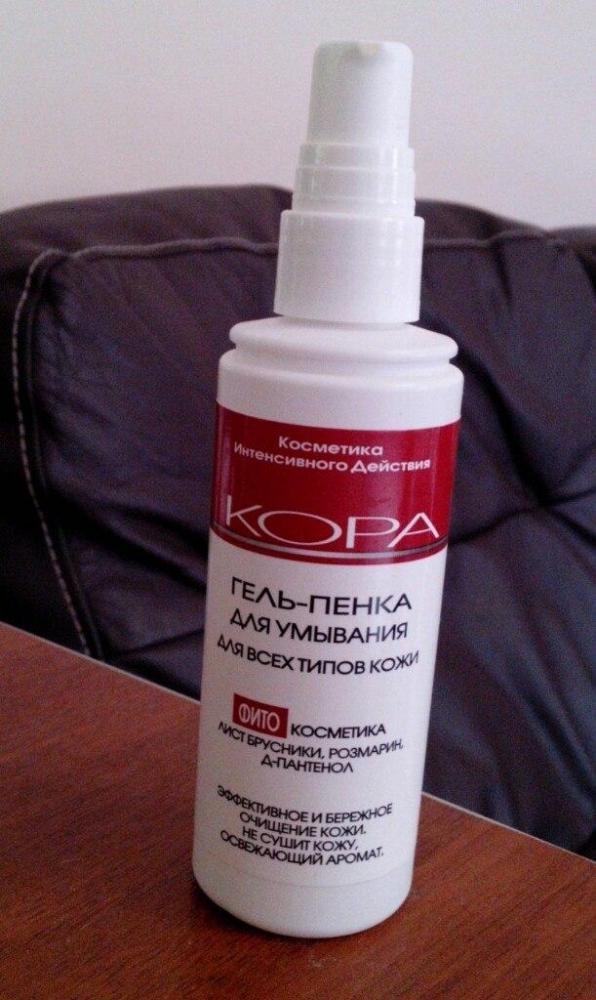 Косметика
Интенсивного Действия
КОРА
ГЕЛЬ-ПЕНКА
ДЛЯ УМЫВАНИЯ
ДЛЯ ВСЕХ ТИПОВ КОЖИ
ФИТО КОСМЕТИКА
ЛИСТ БРУСНИКИ, РОЗМАРИН,
Д-ПАНТЕНОЛ
ЭФФЕКТИВНОЕ И БЕРЕЖНОЕ
ОЧИЩЕНИЕ КОЖИ.
НЕ СУШИТ КОЖУ,
ОСВЕЖАЮЩИЙ АРОМАТ.